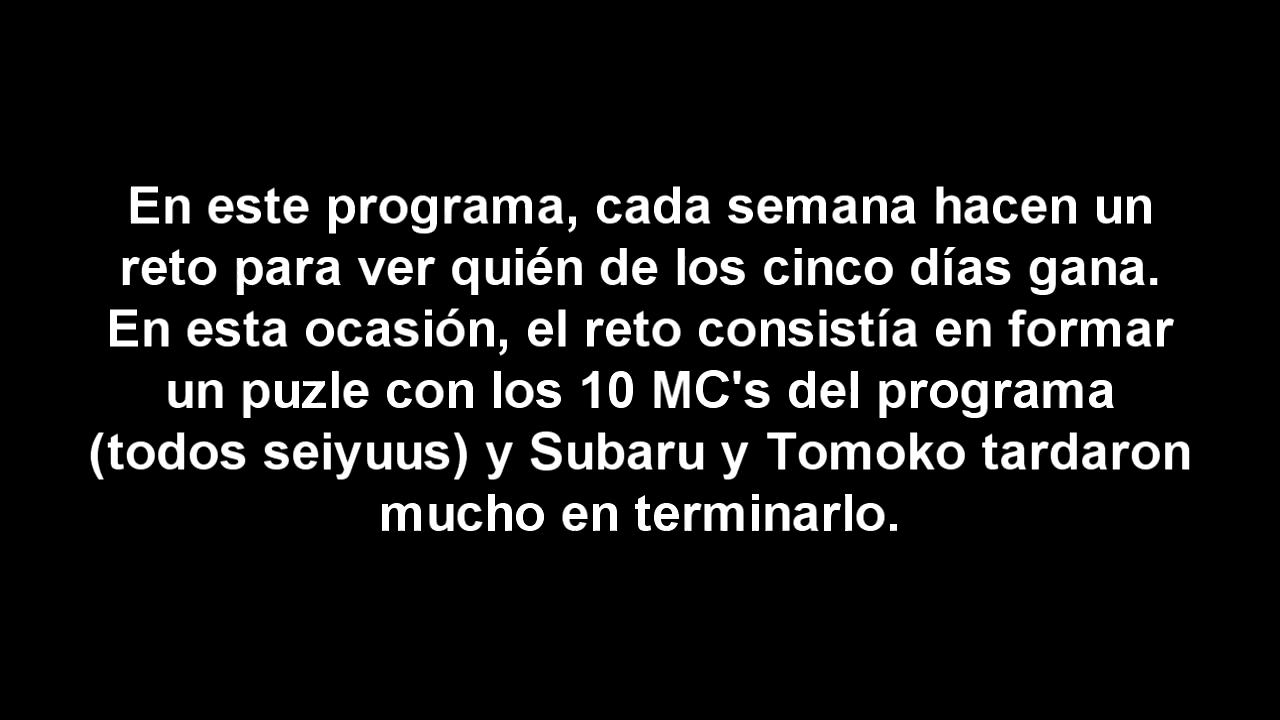 En este programa, cada semana hacen un
reto para ver quién de los cinco días gana.
En esta ocasión, el reto consistía en formar
un puzle con los 10 MC's del programa
(todos seiyuus) y Subaru y Tomoko tardaron
mucho en terminarlo.